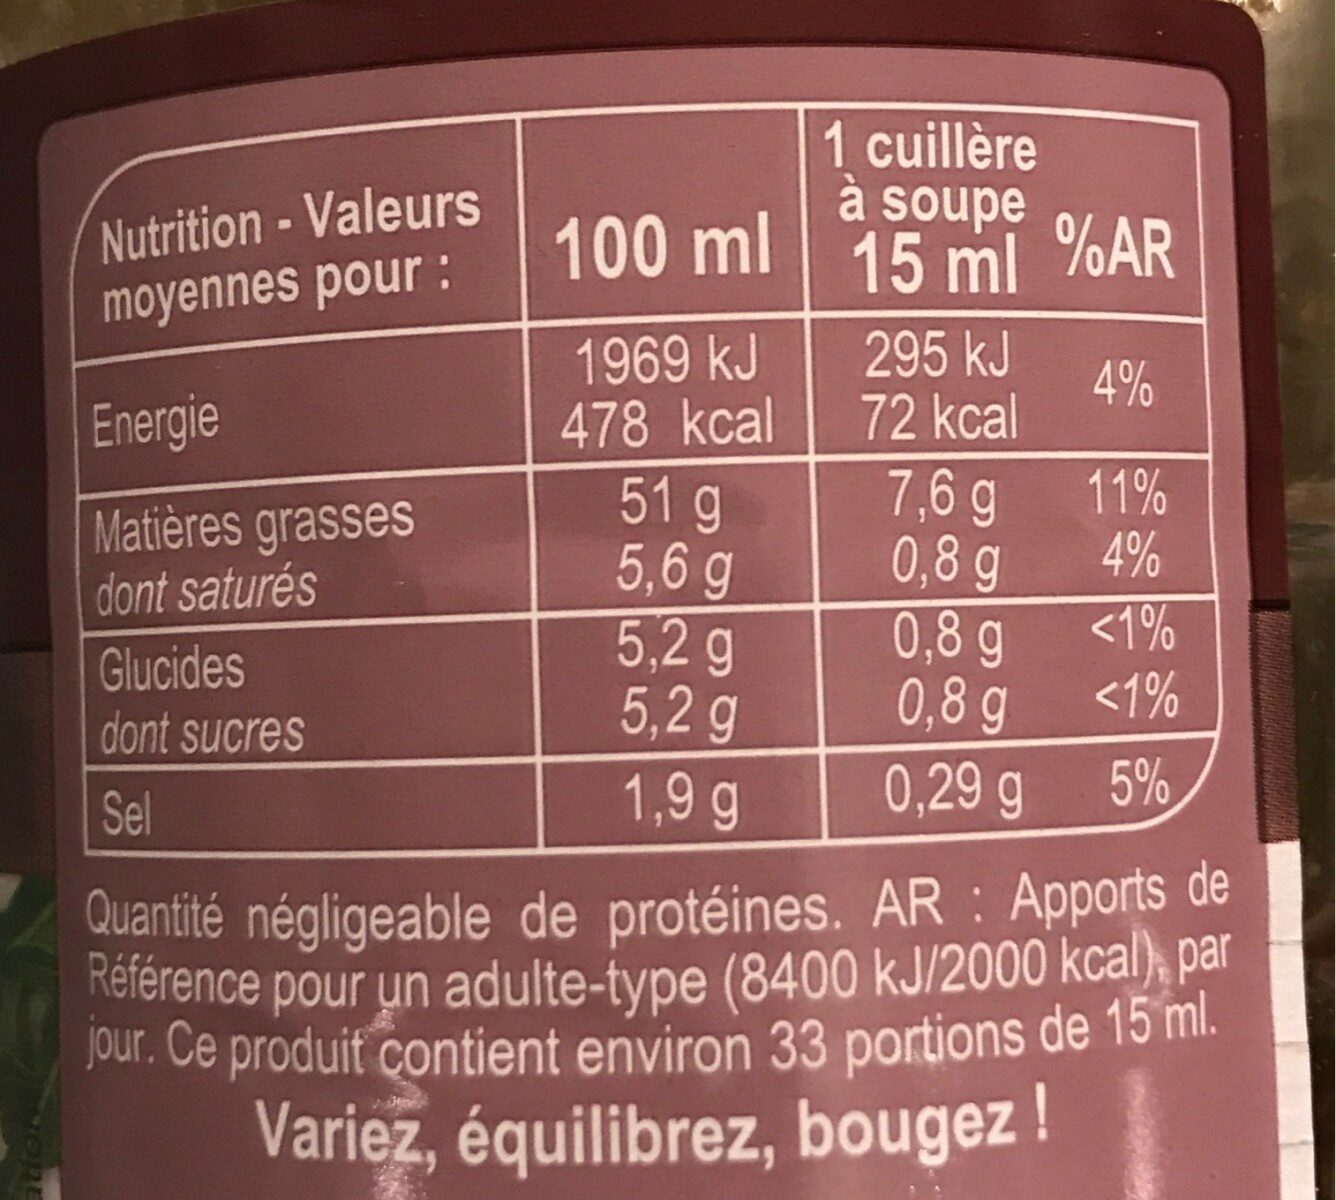 Nutrition - Valeurs moyennes pour : 100 ml 1 cuillère à soupe 15 ml %AR
Energie 1969 kJ 295 kJ 4%
478 kcal 72 kcal
Matières grasses 51 g 7,6 g 11%
dont saturés 5,6 g 0,8 g 4%
Glucides 5,2 g 0,8 g <1%
dont sucres 5,2 g 0,8 g <1%
Sel 1,9 g 0,29 g 5%
Quantité négligeable de protéines. AR : Apports de
Référence pour un adulte-type (8400 kJ/2000 kcal), par
jour. Ce produit contient environ 33 portions de 15 ml.
Variez, équilibrez, bougez !